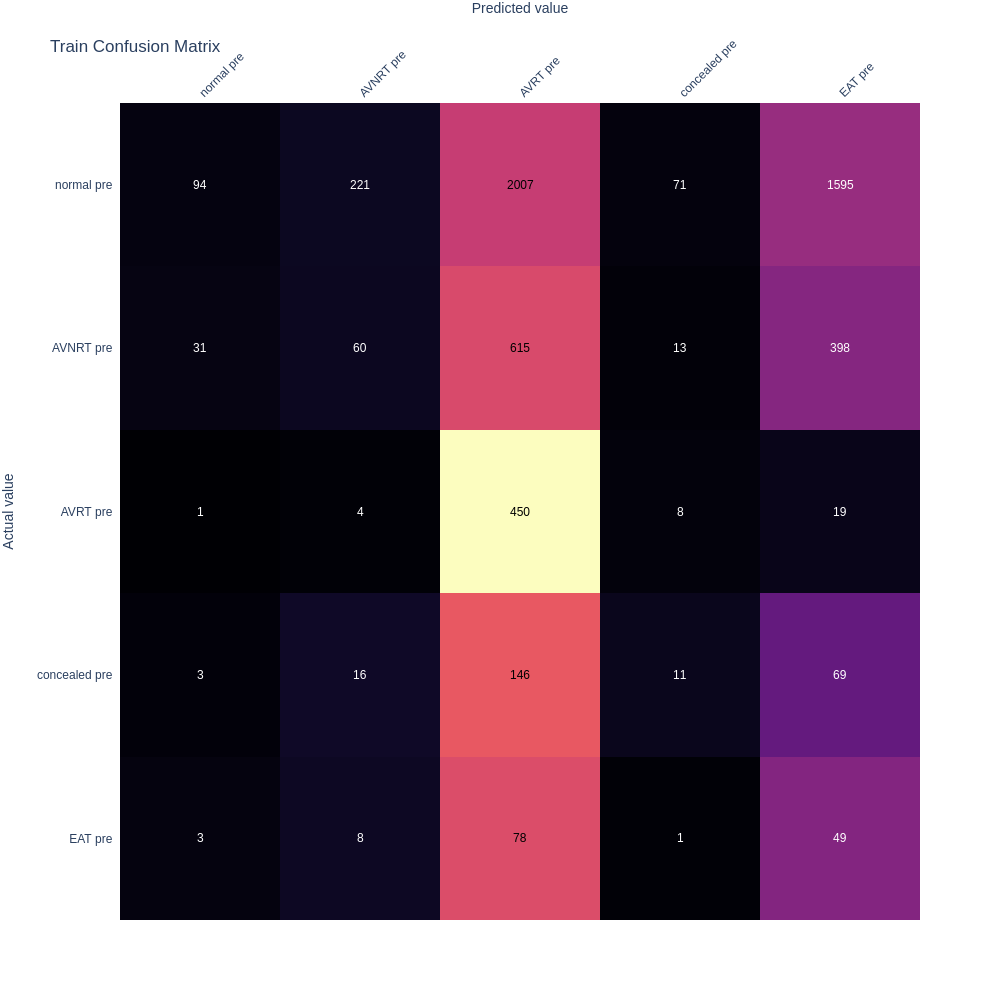 Predicted value
Train Confusion Matrix
normal pre AVNRT pre AVRT pre concealed pre EAT pre
normal pre 94 221 2007 71 1595
AVNRT pre 31 60 615 13 398
AVRT pre 1 4 450 8 19
Actual value
concealed pre 3 16 146 11 69
EAT pre 3 8 78 1 49